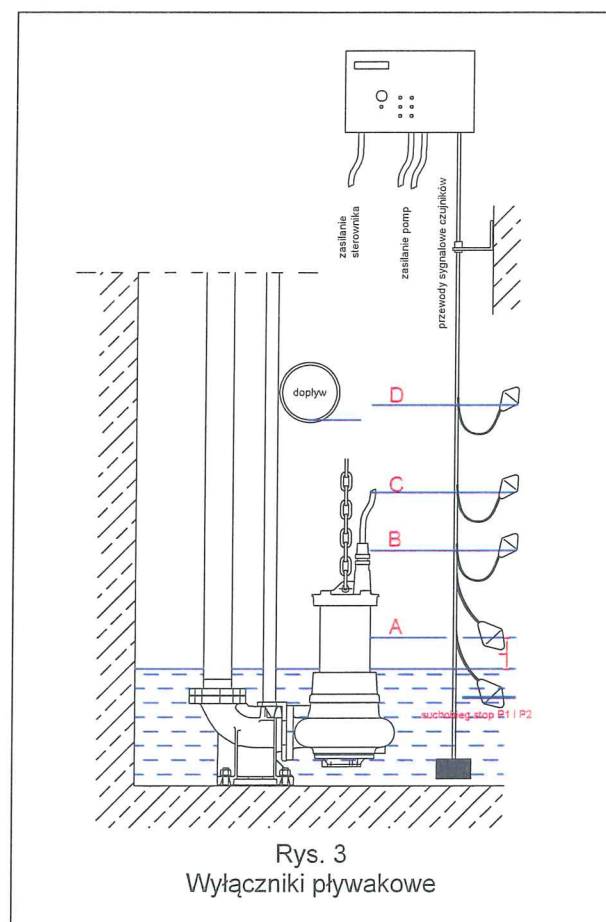 zasilanie
sterownika
zasilanie pomp
przewody sygnałowe czujników
dopływ
D
C
B
A
suchobieg stop P1 i P2
Rys. 3
Wyłączniki pływakowe